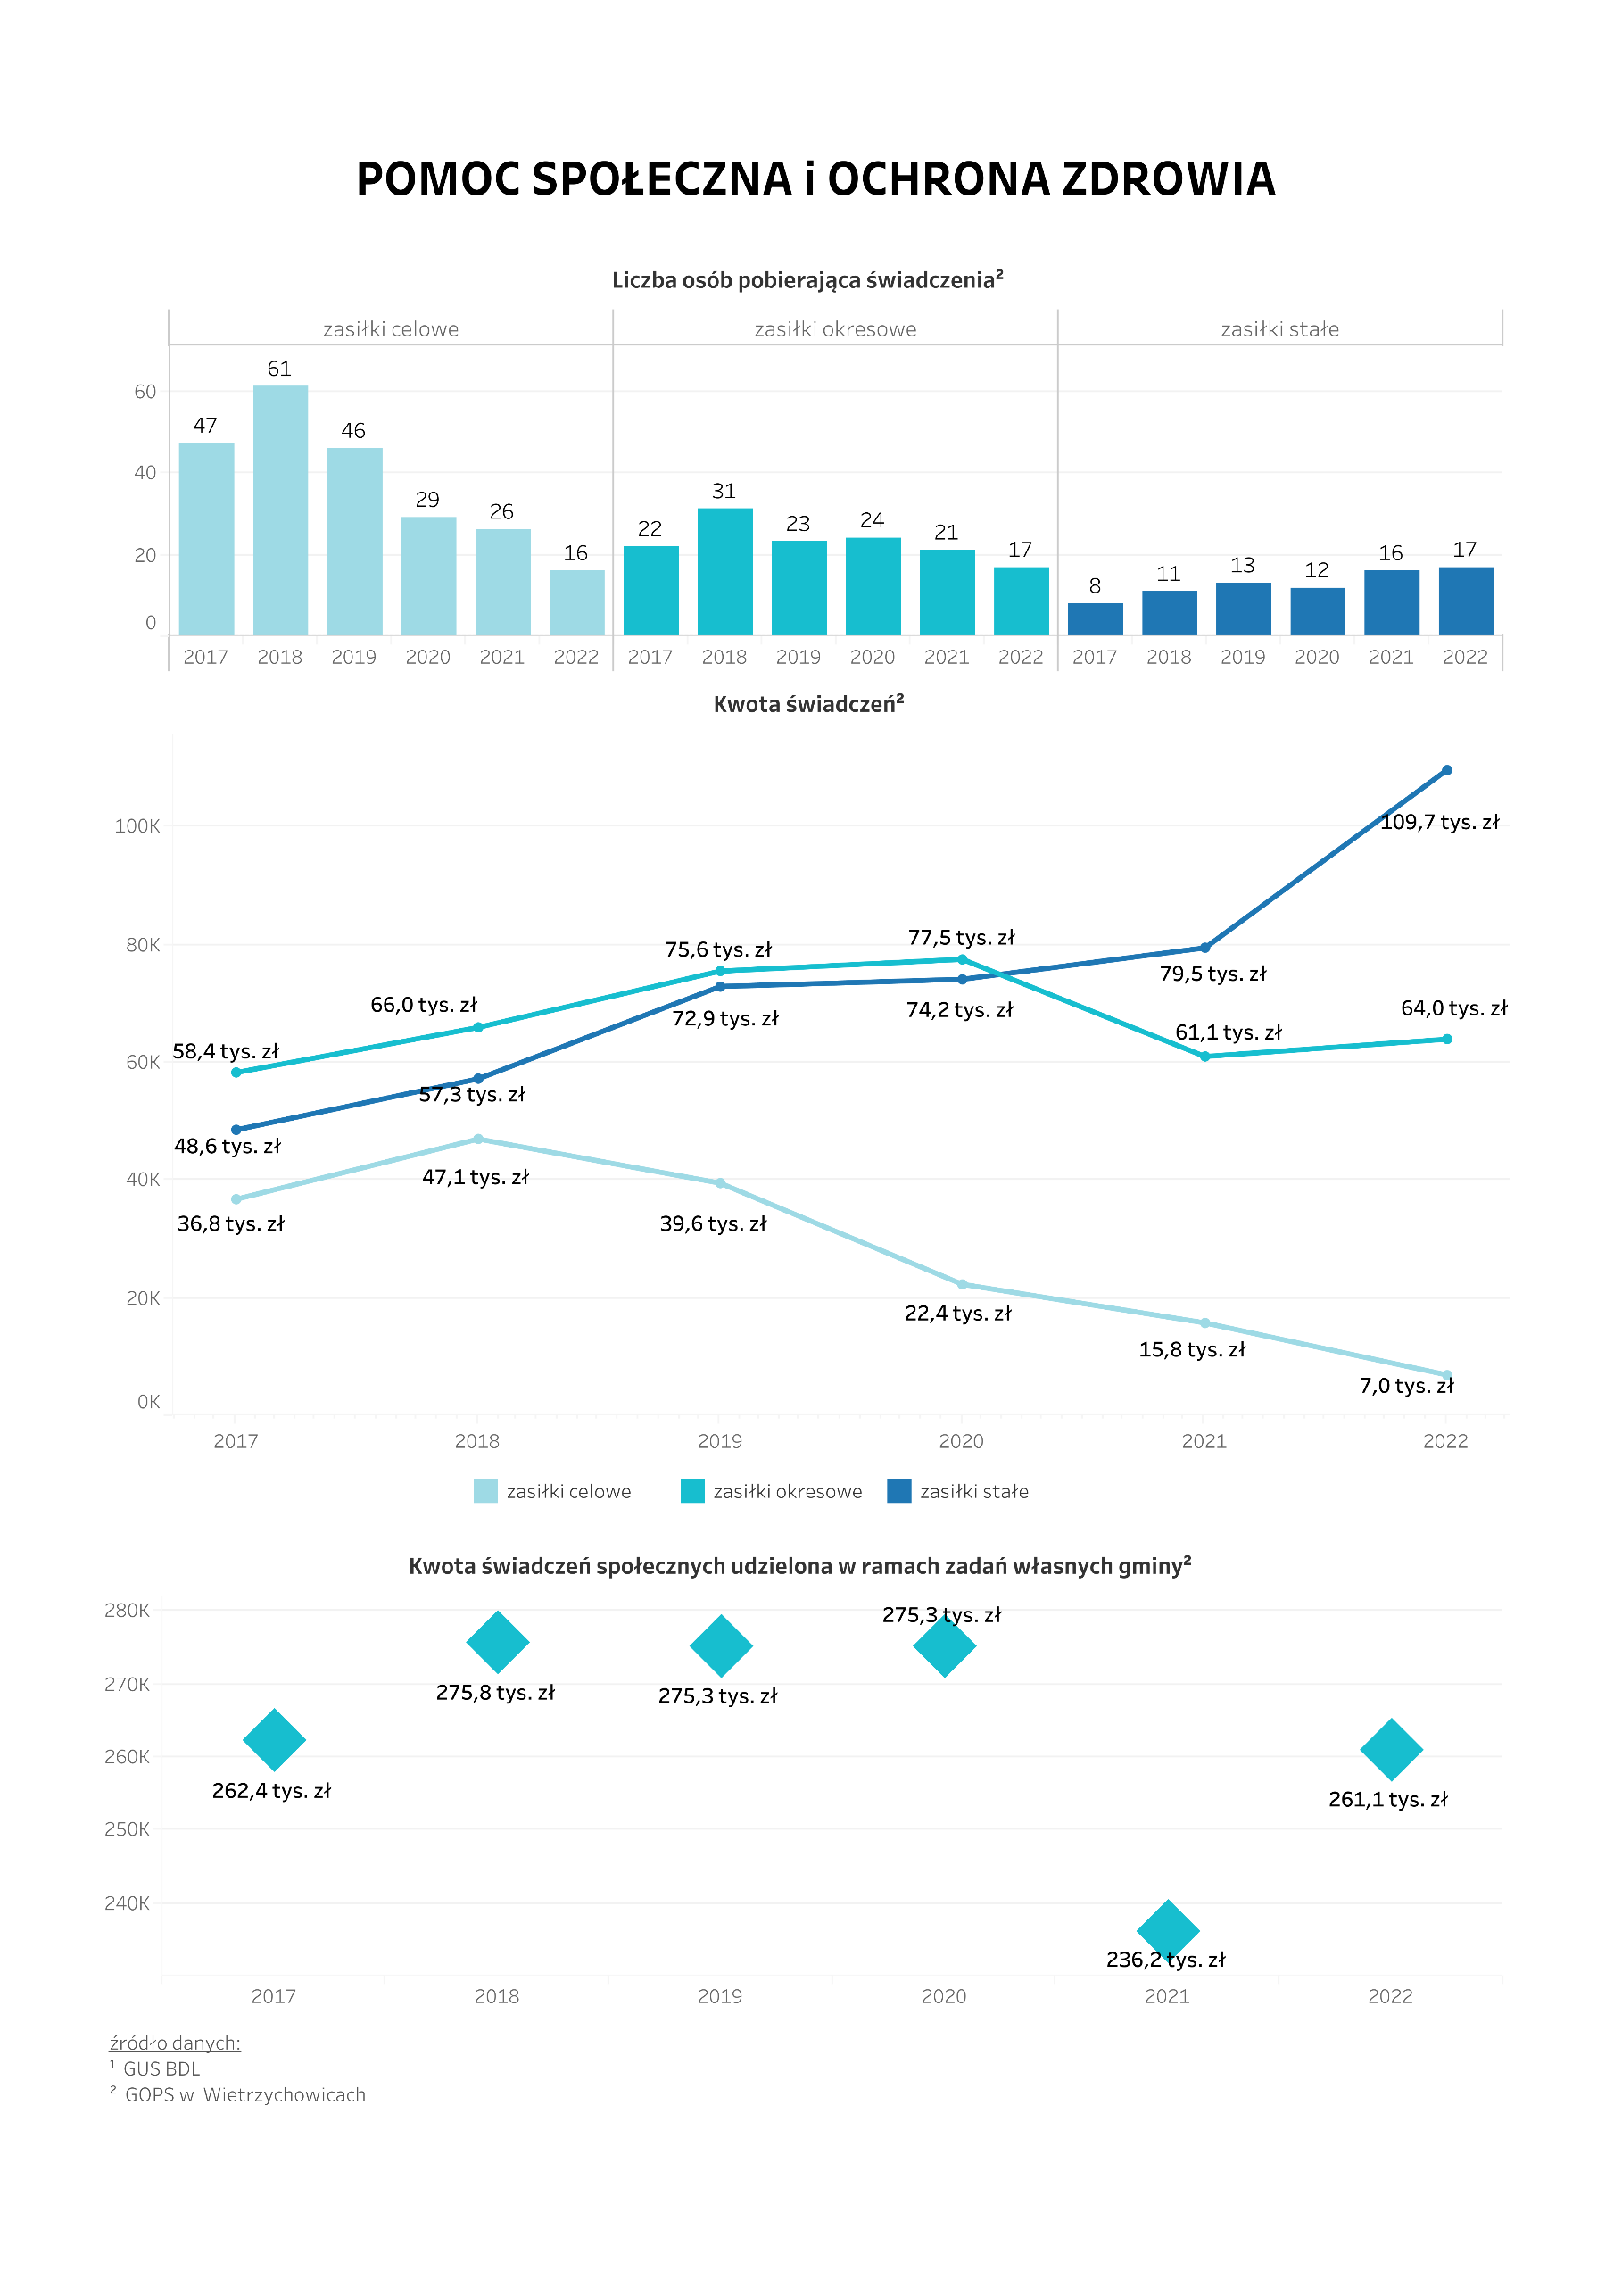 POMOC SPOŁECZNA i OCHRONA ZDROWIA
Liczba osób pobierająca świadczenia²
zasiłki celowe zasiłki okresowe zasiłki stałe
60
40
20
0
47 61 46 29 26 16 22 31 23 24 21 17 8 11 13 12 16 17
2017 2018 2019 2020 2021 2022 2017 2018 2019 2020 2021 2022 2017 2018 2019 2020 2021 2022
Kwota świadczeń²
100K
80K
60K
40K
20K
0K
58,4 tys. zł 66,0 tys. zł 75,6 tys. zł 77,5 tys. zł 61,1 tys. zł 64,0 tys. zł
48,6 tys. zł 57,3 tys. zł 72,9 tys. zł 74,2 tys. zł 79,5 tys. zł 109,7 tys. zł
36,8 tys. zł 47,1 tys. zł 39,6 tys. zł 22,4 tys. zł 15,8 tys. zł 7,0 tys. zł
2017 2018 2019 2020 2021 2022
zasiłki celowe zasiłki okresowe zasiłki stałe
Kwota świadczeń społecznych udzielona w ramach zadań własnych gminy²
280K
270K
260K
250K
240K
262,4 tys. zł 275,8 tys. zł 275,3 tys. zł 275,3 tys. zł 236,2 tys. zł 261,1 tys. zł
2017 2018 2019 2020 2021 2022
źródło danych:
¹ GUS BDL
² GOPS w Wietrzychowicach